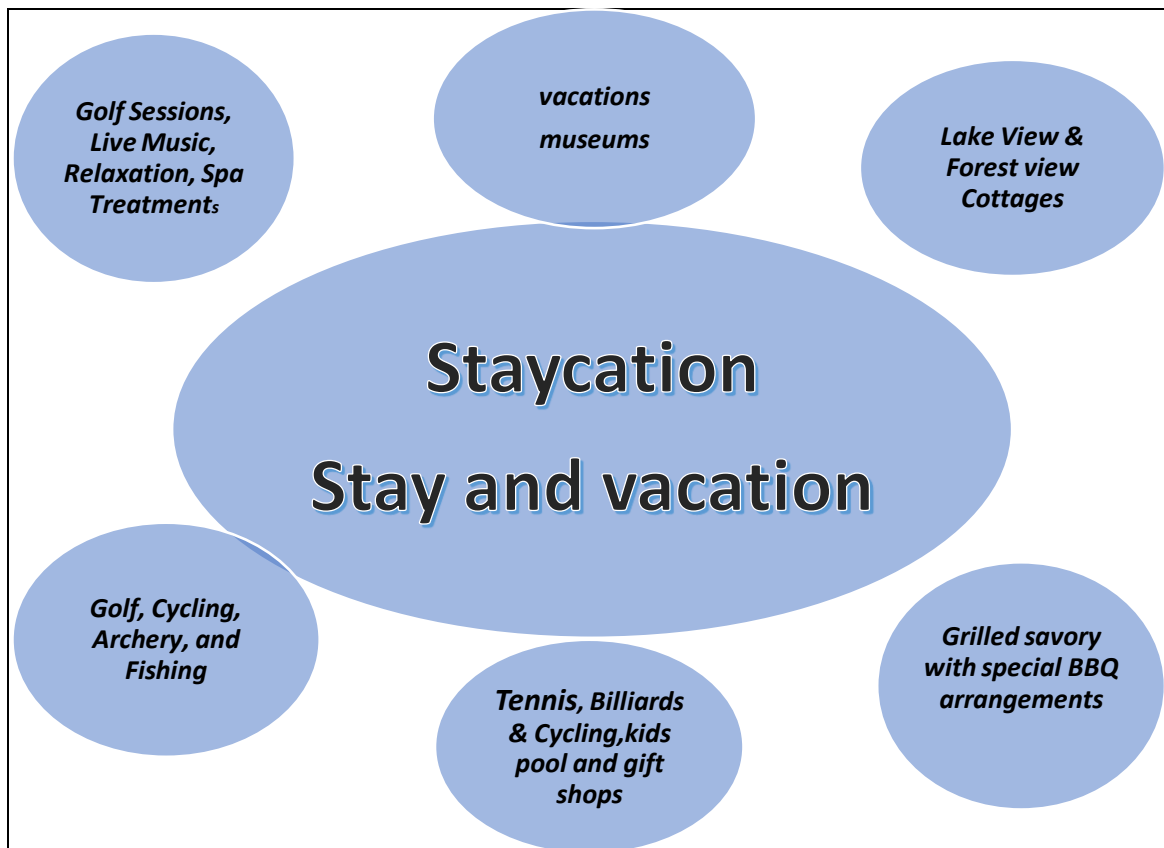 Golf Sessions,
Live Music,
Relaxation, Spa
Treatments
vacations
museums
Lake View &
Forest view
Cottages
Staycation
Stay and vacation
Golf, Cycling,
Archery, and
Fishing
Tennis, Billiards
& Cycling,kids
pool and gift
shops
Grilled savory
with special BBQ
arrangements